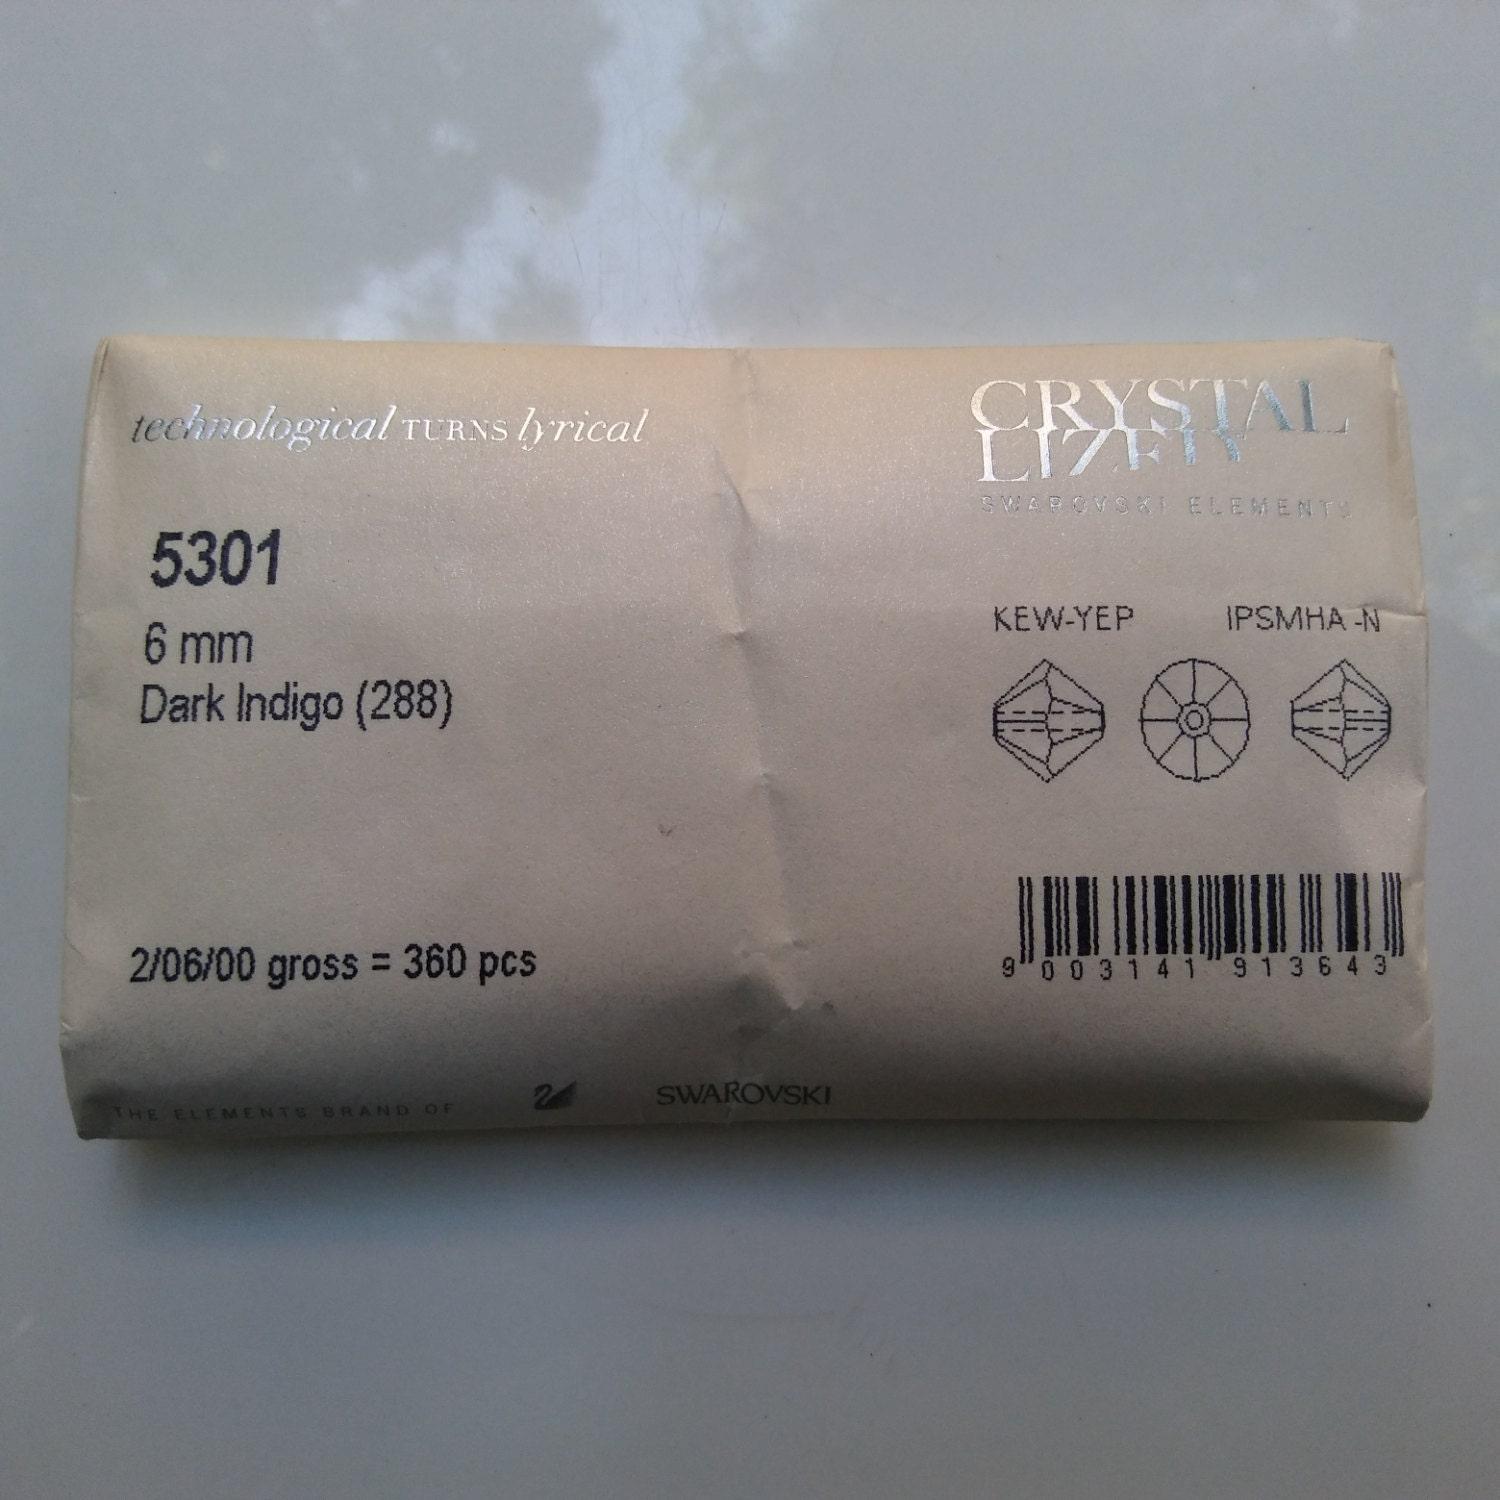 technological TURNS lyrical
CRYSTAL
LIZED
SWAROVSKI ELEMENTS
5301
6 mm
Dark Indigo (288)
KEW-YEP IPSMHA -N
2/06/00 gross = 360 pcs
9 003141 913643
THE ELEMENTS BRAND OF SWAROVSKI